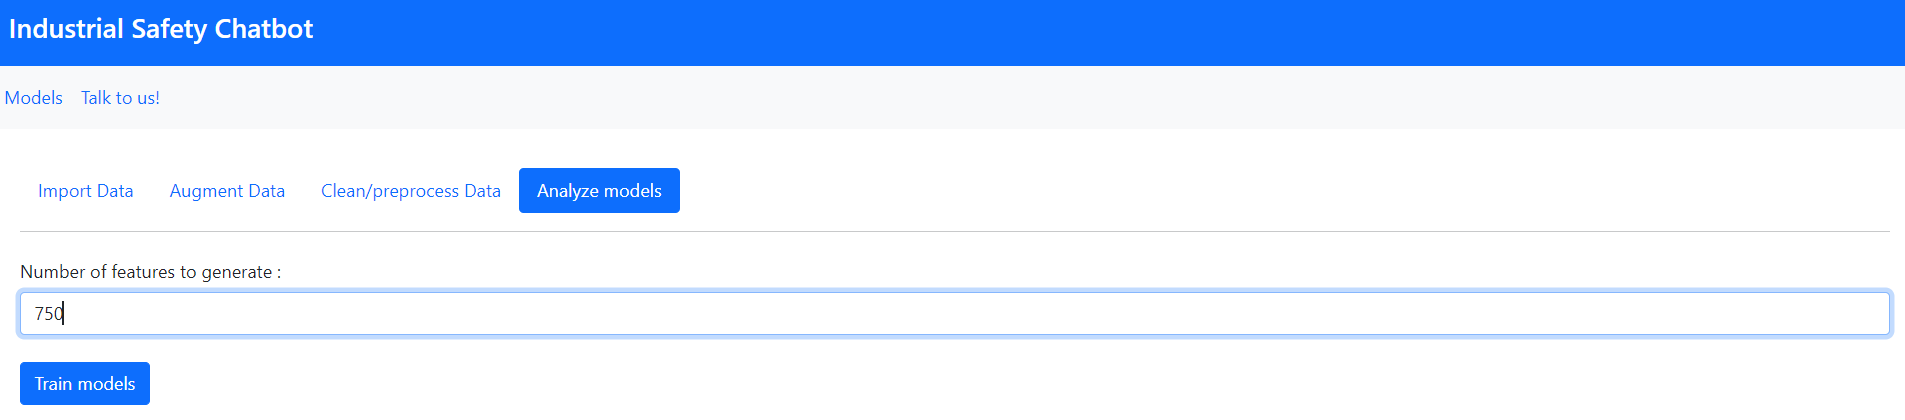 Industrial Safety Chatbot
Models Talk to us!
Import Data Augment Data Clean/preprocess Data Analyze models
Number of features to generate :
750
Train models